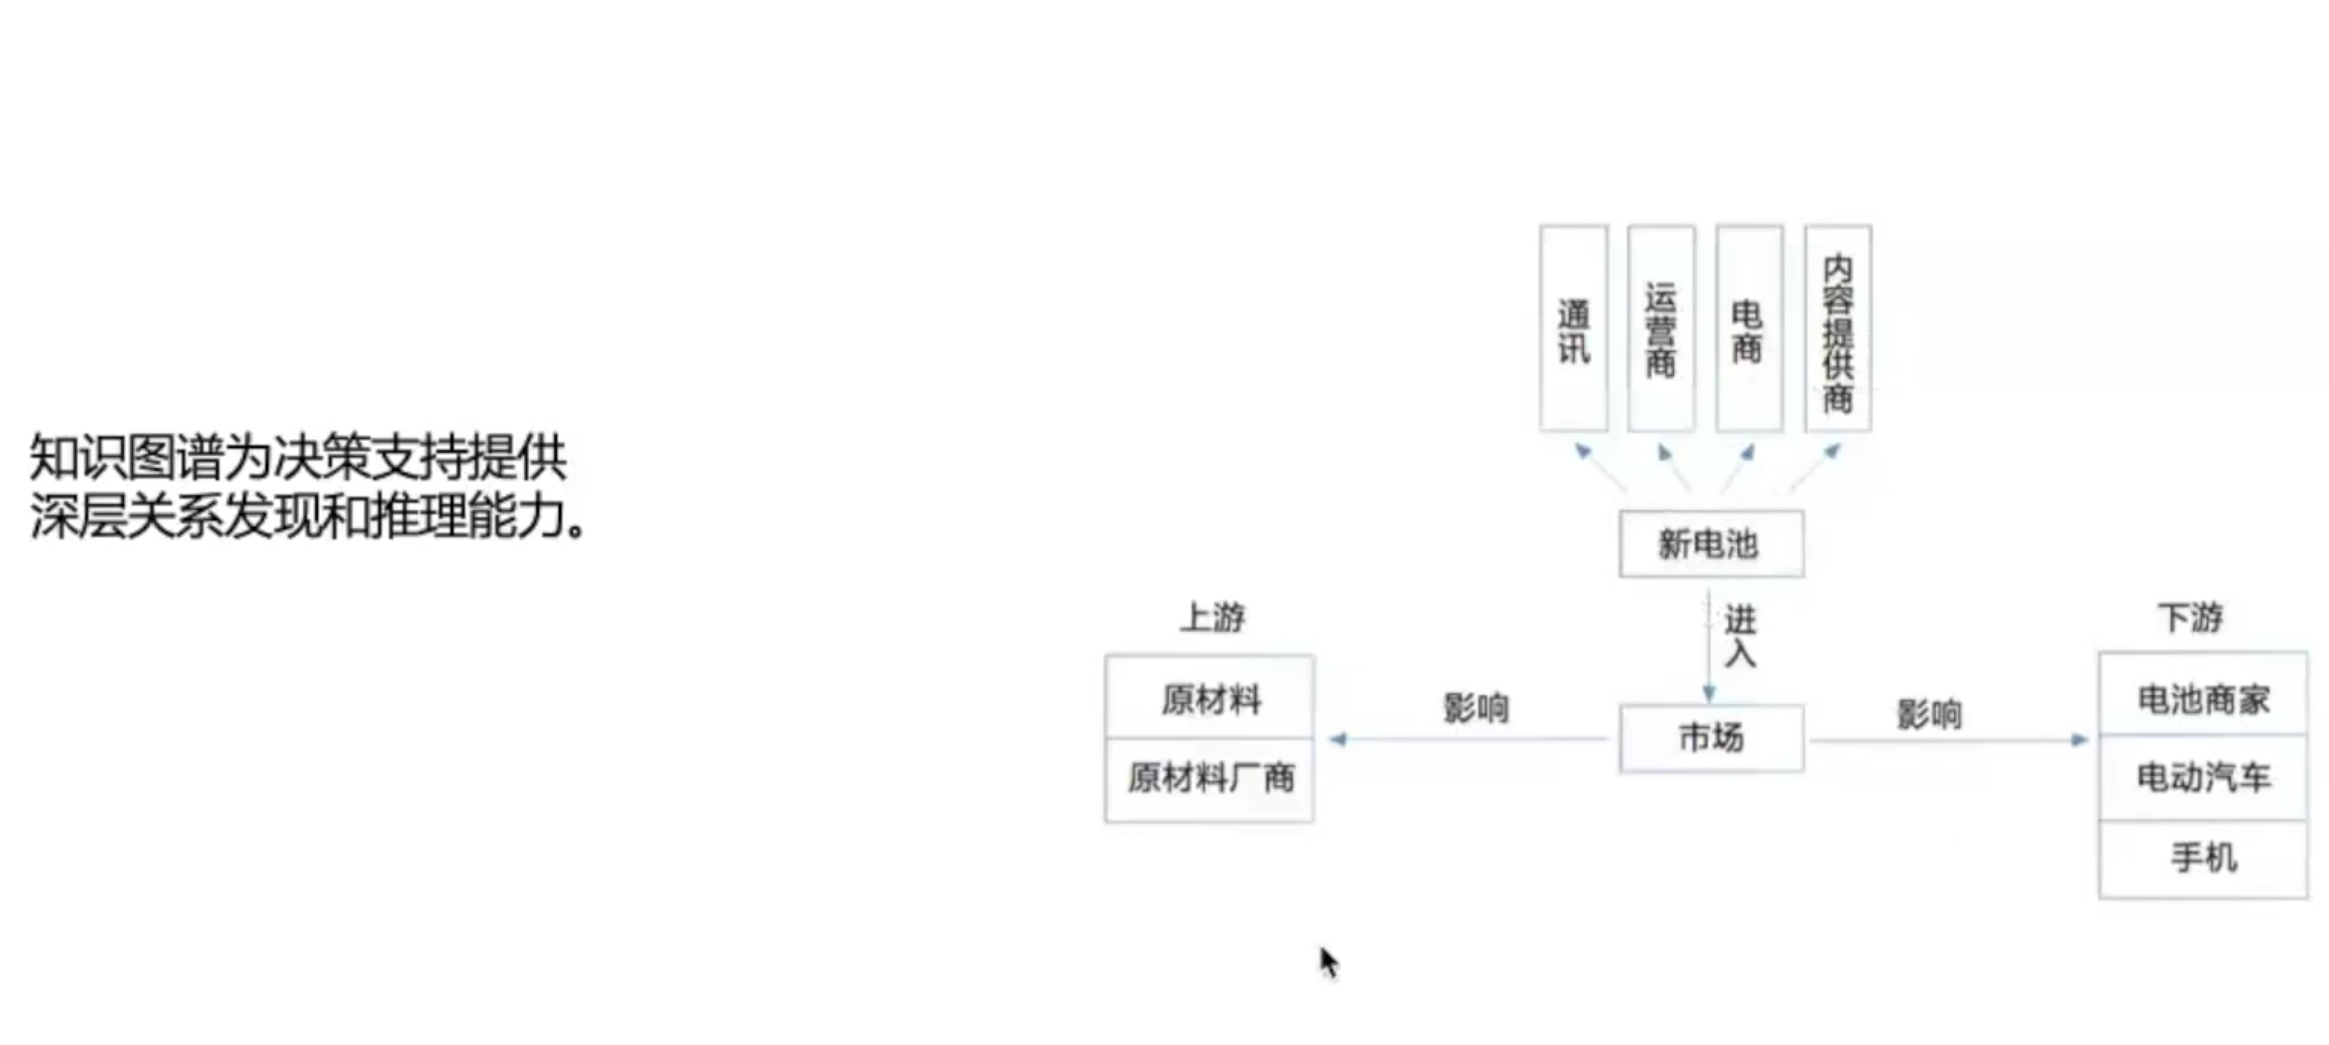 知识图谱为决策支持提供
深层关系发现和推理能力。
通讯
运营商
电商
内容提供商
新电池
进入
上游
原材料
原材料厂商
影响
市场
影响
下游
电池商家
电动汽车
手机